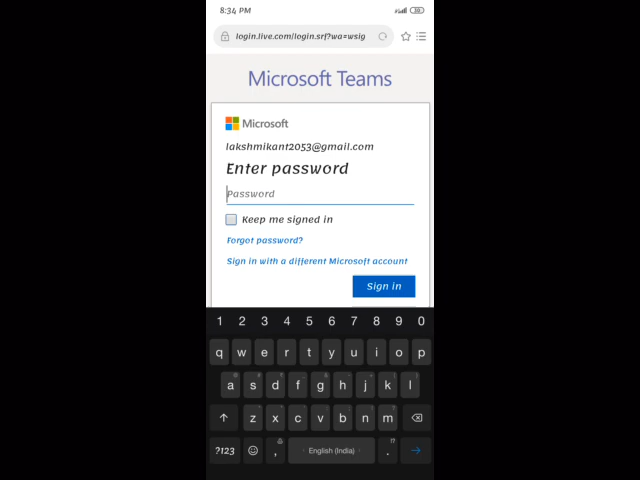 8:34 PM
30
login.live.com/login.srf?wa=wsig
Microsoft Teams
Microsoft
lakshmikant2053@gmail.com
Enter password
Password
Keep me signed in
Forgot password?
Sign in with a different Microsoft account
Sign in
1 2 3 4 5 6 7 8 9 0
q w e r t y u i o p
a s d f g h j k l
z x c v b n m
?123 , English (India) .